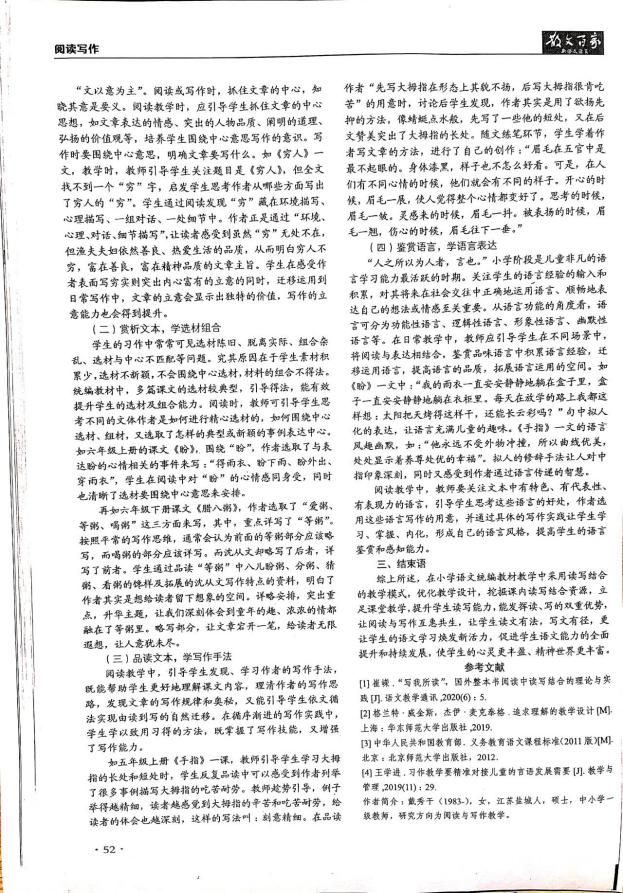 阅读写作
散文百家
“文以意为主”。阅读或写作时，抓住文章的中心，知
晓其意是要义。阅读教学时，应引导学生抓住文章的中心
思想，如文章表达的情感、突出的人物品质、阐明的道理、
弘扬的价值观等，培养学生围绕中心意思写作的意识。写
作时要围绕中心意思，明确文章要写什么。如《穷人》一
文，教学时，教师引导学生关注题目是《穷人》，但全文
找不到一个“穷”字，启发学生思考作者从哪些方面写出
了穷人的“穷”。学生通过阅读发现“穷”藏在环境描写、
心理描写、一组对话、一处细节中。作者正是通过“环境、
心理、对话、细节描写”，让读者感受到虽然“穷”无处不在，
但渔夫夫妇依然善良、热爱生活的品质，从而明白穷人不
穷，富在善良，富在精神品质的文章主旨。学生在感受作
者表面写穷实则突出内心富有的立意的同时，迁移运用到
日常写作中，文章的立意会显示出独特的价值，写作的立
意能力也会得到提升。
（二）赏析文本，学选材组合
学生的习作中常常可见选材陈旧、脱离实际、组合杂
乱、选材与中心不匹配等问题。究其原因在于学生素材积
累少，选材不新颖，不会围绕中心选材，材料的组合不得法。
统编教材中，多篇课文的选材较典型，引导得法，能有效
提升学生的选材及组合能力。阅读时，教师可引导学生思
考不同的文体作者是如何进行精心选材的，如何围绕中心
选材、组材，又选取了怎样的典型或新颖的事例表达中心。
如六年级上册的课文《盼》，围绕“盼”，作者选取了与表
达盼的心情相关的事件来写：“得雨衣、盼下雨、盼外出、
穿雨衣”，学生在阅读中对“盼”的心情感同身受，同时
也清晰了选材要围绕中心意思来安排。
再如六年级下册课文《腊八粥》，作者选取了“爱粥、
等粥、喝粥”这三方面来写，其中，重点详写了“等粥”。
按照平常的写作思维，通常会认为前面的等粥部分应该略
写，而喝粥的部分应该详写。而沈从文却略写了后者，详
写了前者。学生通过品读“等粥”中八儿盼粥、分粥、猜
粥、看粥的馋样及拓展的沈从文写作特点的资料，明白了
作者其实是想给读者留下想象的空间。详略安排，突出重
点，升华主题，让我们深刻体会到童年的趣、浓浓的情都
融在了等粥里。略写部分，让文章宕开一笔，给读者无限
遐想，让人意犹未尽。
（三）品读文本，学写作手法
阅读教学中，引导学生发现、学习作者的写作手法，
既能帮助学生更好地理解课文内容，理清作者的写作思
路，发现文章的写作规律和奥秘，又能引导学生依文循
法实现由读到写的自然迁移。在循序渐进的写作实践中，
学生学以致用习得的方法，既掌握了写作技能，又增强
了写作能力。
如五年级上册《手指》一课，教师引导学生学习大拇
指的长处和短处时，学生反复品读中可以感受到作者列举
了很多事例描写大拇指的吃苦耐劳。教师趁势引导，例子
举得越精细，读者越感觉到大拇指的辛苦和吃苦耐劳，给
读者的体会也越深刻，这样的写法叫：刻意精细。在品读
作者“先写大拇指在形态上其貌不扬，后写大拇指很肯吃
苦”的用意时，讨论后学生发现，作者其实是用了欲扬先
抑的方法，像蜻蜓点水般，先写了一些他的短处，又在后
文赞美突出了大拇指的长处。随文练笔环节，学生学着作
者写文章的方法，进行了自己的创作：“眉毛在五官中是
最不起眼的。身体漆黑，样子也不怎么好看。可是，在人
们有不同心情的时候，他们就会有不同的样子。开心的时
候，眉毛一展，使人觉得整个心情都变好了。思考的时候，
眉毛一皱。灵感来的时候，眉毛一抖。被表扬的时候，眉
毛一翘，伤心的时候，眉毛往下一垂。”
（四）鉴赏语言，学语言表达
“人之所以为人者，言也。”小学阶段是儿童非凡的语
言学习能力最活跃的时期。关注学生的语言经验的输入和
积累，对其将来在社会交往中正确地运用语言、顺畅地表
达自己的想法或情感至关重要。从语言功能的角度看，语
言可分为功能性语言、逻辑性语言、形象性语言、幽默性
语言等。在日常教学中，教师应引导学生在不同场景中，
将阅读与表达相结合，鉴赏品味语言中积累语言经验，迁
移运用语言，提高语言的品质，拓展语言运用的空间。如
《盼》一文中：“我的雨衣一直安安静静地躺在盒子里，盒
子一直安安静静地躺在衣柜里。每天在放学的路上我都这
样想：太阳把天烤得这样干，还能长云彩吗？”句中拟人
化的表达，让语言充满儿童的趣味。《手指》一文的语言
风趣幽默，如：“他永远不受外物冲撞，所以曲线优美，
处处显示着养尊处优的幸福”。拟人的修辞手法让人对中
指印象深刻，同时又感受到作者通过语言传递的智慧。
阅读教学中，教师要关注文本中有特色、有代表性、
有表现力的语言，引导学生思考这些语言的好处，作者选
用这些语言写作的用意，并通过具体的写作实践让学生学
习、掌握、内化，形成自己的语言风格，提高学生的语言
鉴赏和感知能力。
三、结束语
综上所述，在小学语文统编教材教学中采用读写结合
的教学模式，优化教学设计，挖掘课内读写结合资源，立
足课堂教学，提升学生读写能力，能发挥读、写的双重优势，
让阅读与写作互惠共生，让学生读文有法，写文有径，更
让学生的语文学习焕发新活力，促进学生语文能力的全面
提升和持续发展，使学生的心灵更丰盈、精神世界更丰富。
参考文献
[1] 崔嵘．“写我所读”，国外整本书阅读中读写结合的理论与实
践 [J]. 语文教学通讯 ,2020(6)：5.
[2] 格兰特·威金斯，杰伊·麦克泰格．追求理解的教学设计 [M].
上海：华东师范大学出版社 ,2019.
[3] 中华人民共和国教育部．义务教育语文课程标准(2011 版)[M].
北京：北京师范大学出版社，2012.
[4] 王学进．习作教学要精准对接儿童的言语发展需要 [J]. 教学与
管理 ,2019(11)：29.
作者简介：戴秀干（1983-)，女，江苏盐城人，硕士，中小学一
级教师，研究方向为阅读与写作教学。
· 52 ·